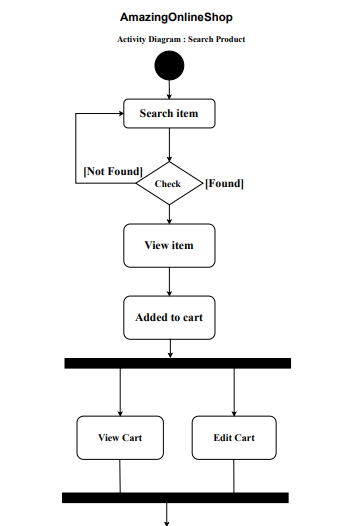 AmazingOnlineShop
Activity Diagram : Search Product
Search item
[Not Found]
Check
[Found]
View item
Added to cart
View Cart
Edit Cart